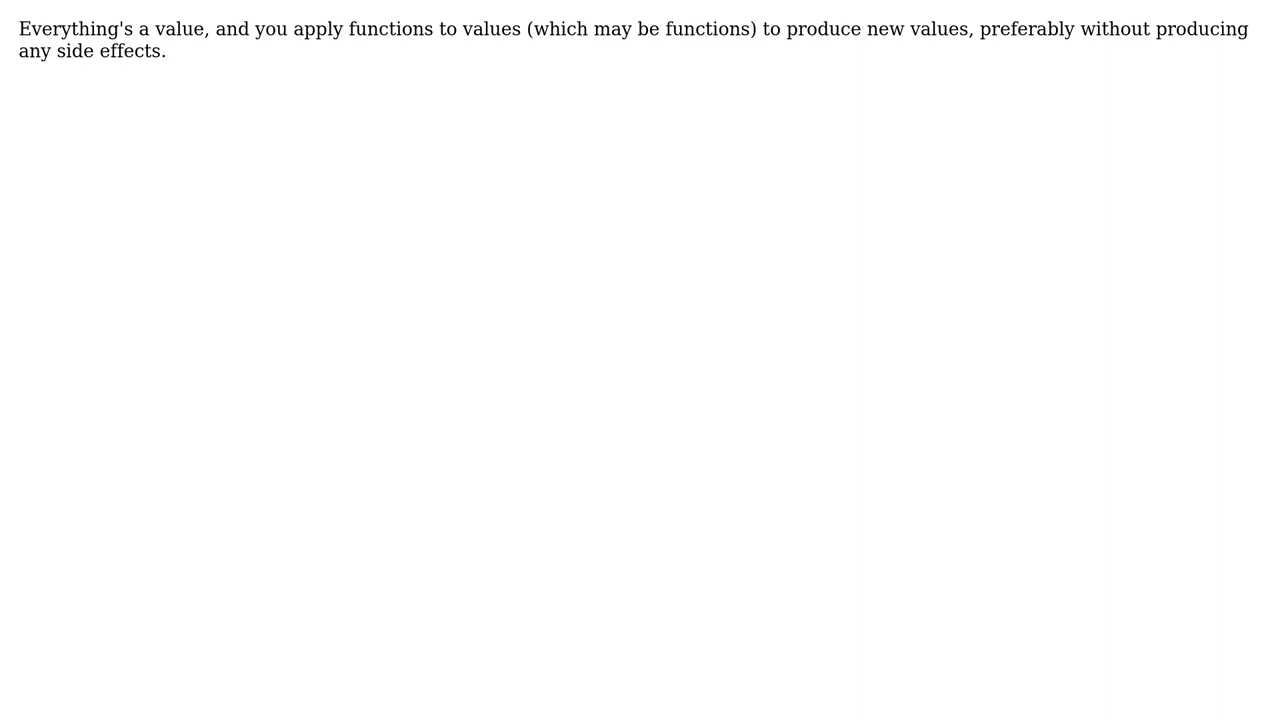 Everything's a value, and you apply functions to values (which may be functions) to produce new values, preferably without producing
any side effects.